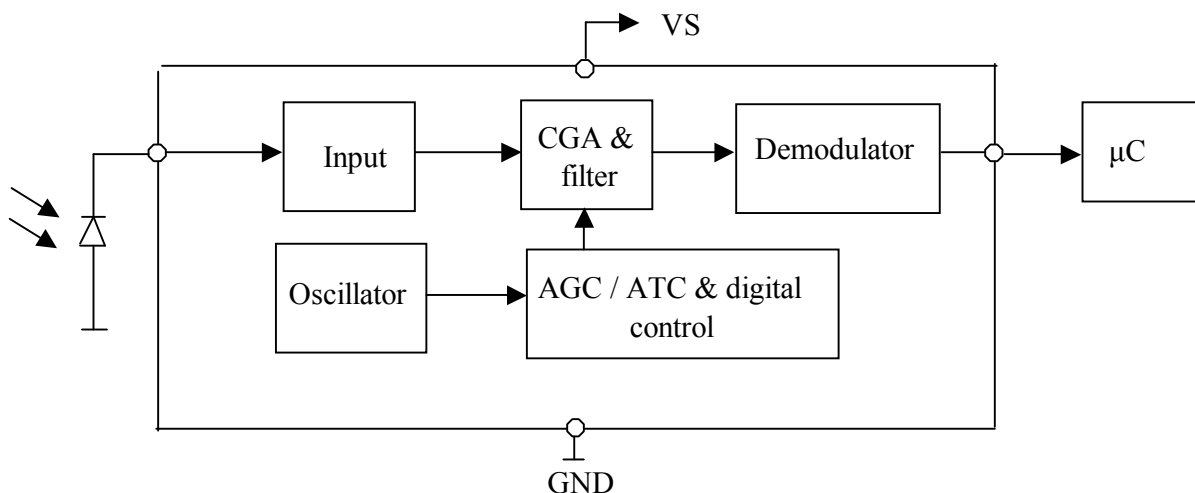 VS
Input
CGA &
filter
Demodulator
μC
Oscillator
AGC / ATC & digital
control
GND